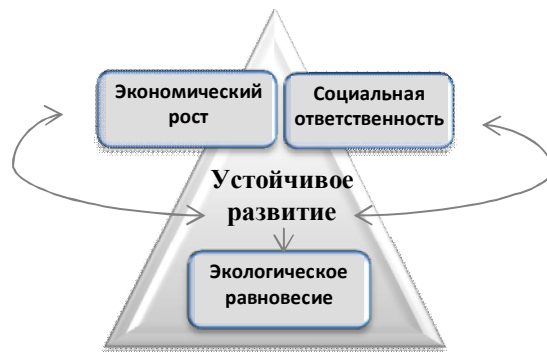 Экономический
рост
Социальная
ответственность
Устойчивое
развитие
Экологическое
равновесие